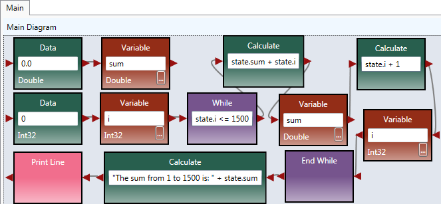 Main
Main Diagram
Data
0.0
Double
Variable
sum
Double
...
Calculate
state.sum + state.i
Calculate
state.i + 1
Data
0
Int32
Variable
i
Int32
...
While
state.i <= 1500
Variable
sum
Double
...
Variable
i
Int32
...
Print Line
Calculate
"The sum from 1 to 1500 is: " + state.sum
End While